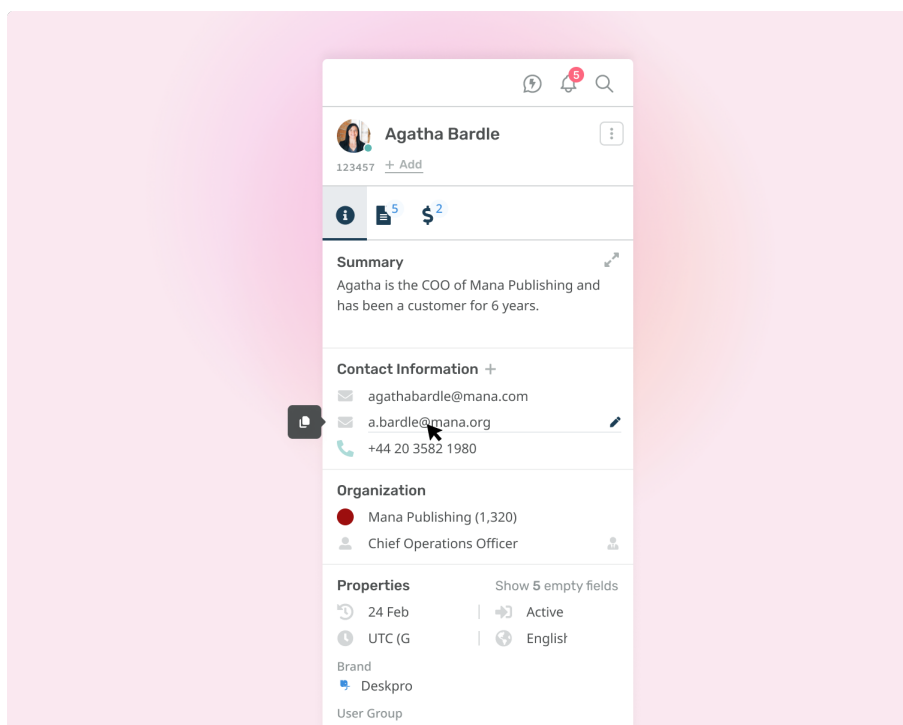 5
Agatha Bardle
123457 + Add
5 2
Summary
Agatha is the COO of Mana Publishing and
has been a customer for 6 years.
Contact Information +
agathabardle@mana.com
a.bardle@mana.org
+44 20 3582 1980
Organization
Mana Publishing (1,320)
Chief Operations Officer
Properties Show 5 empty fields
24 Feb Active
UTC (G English
Brand
Deskpro
User Group